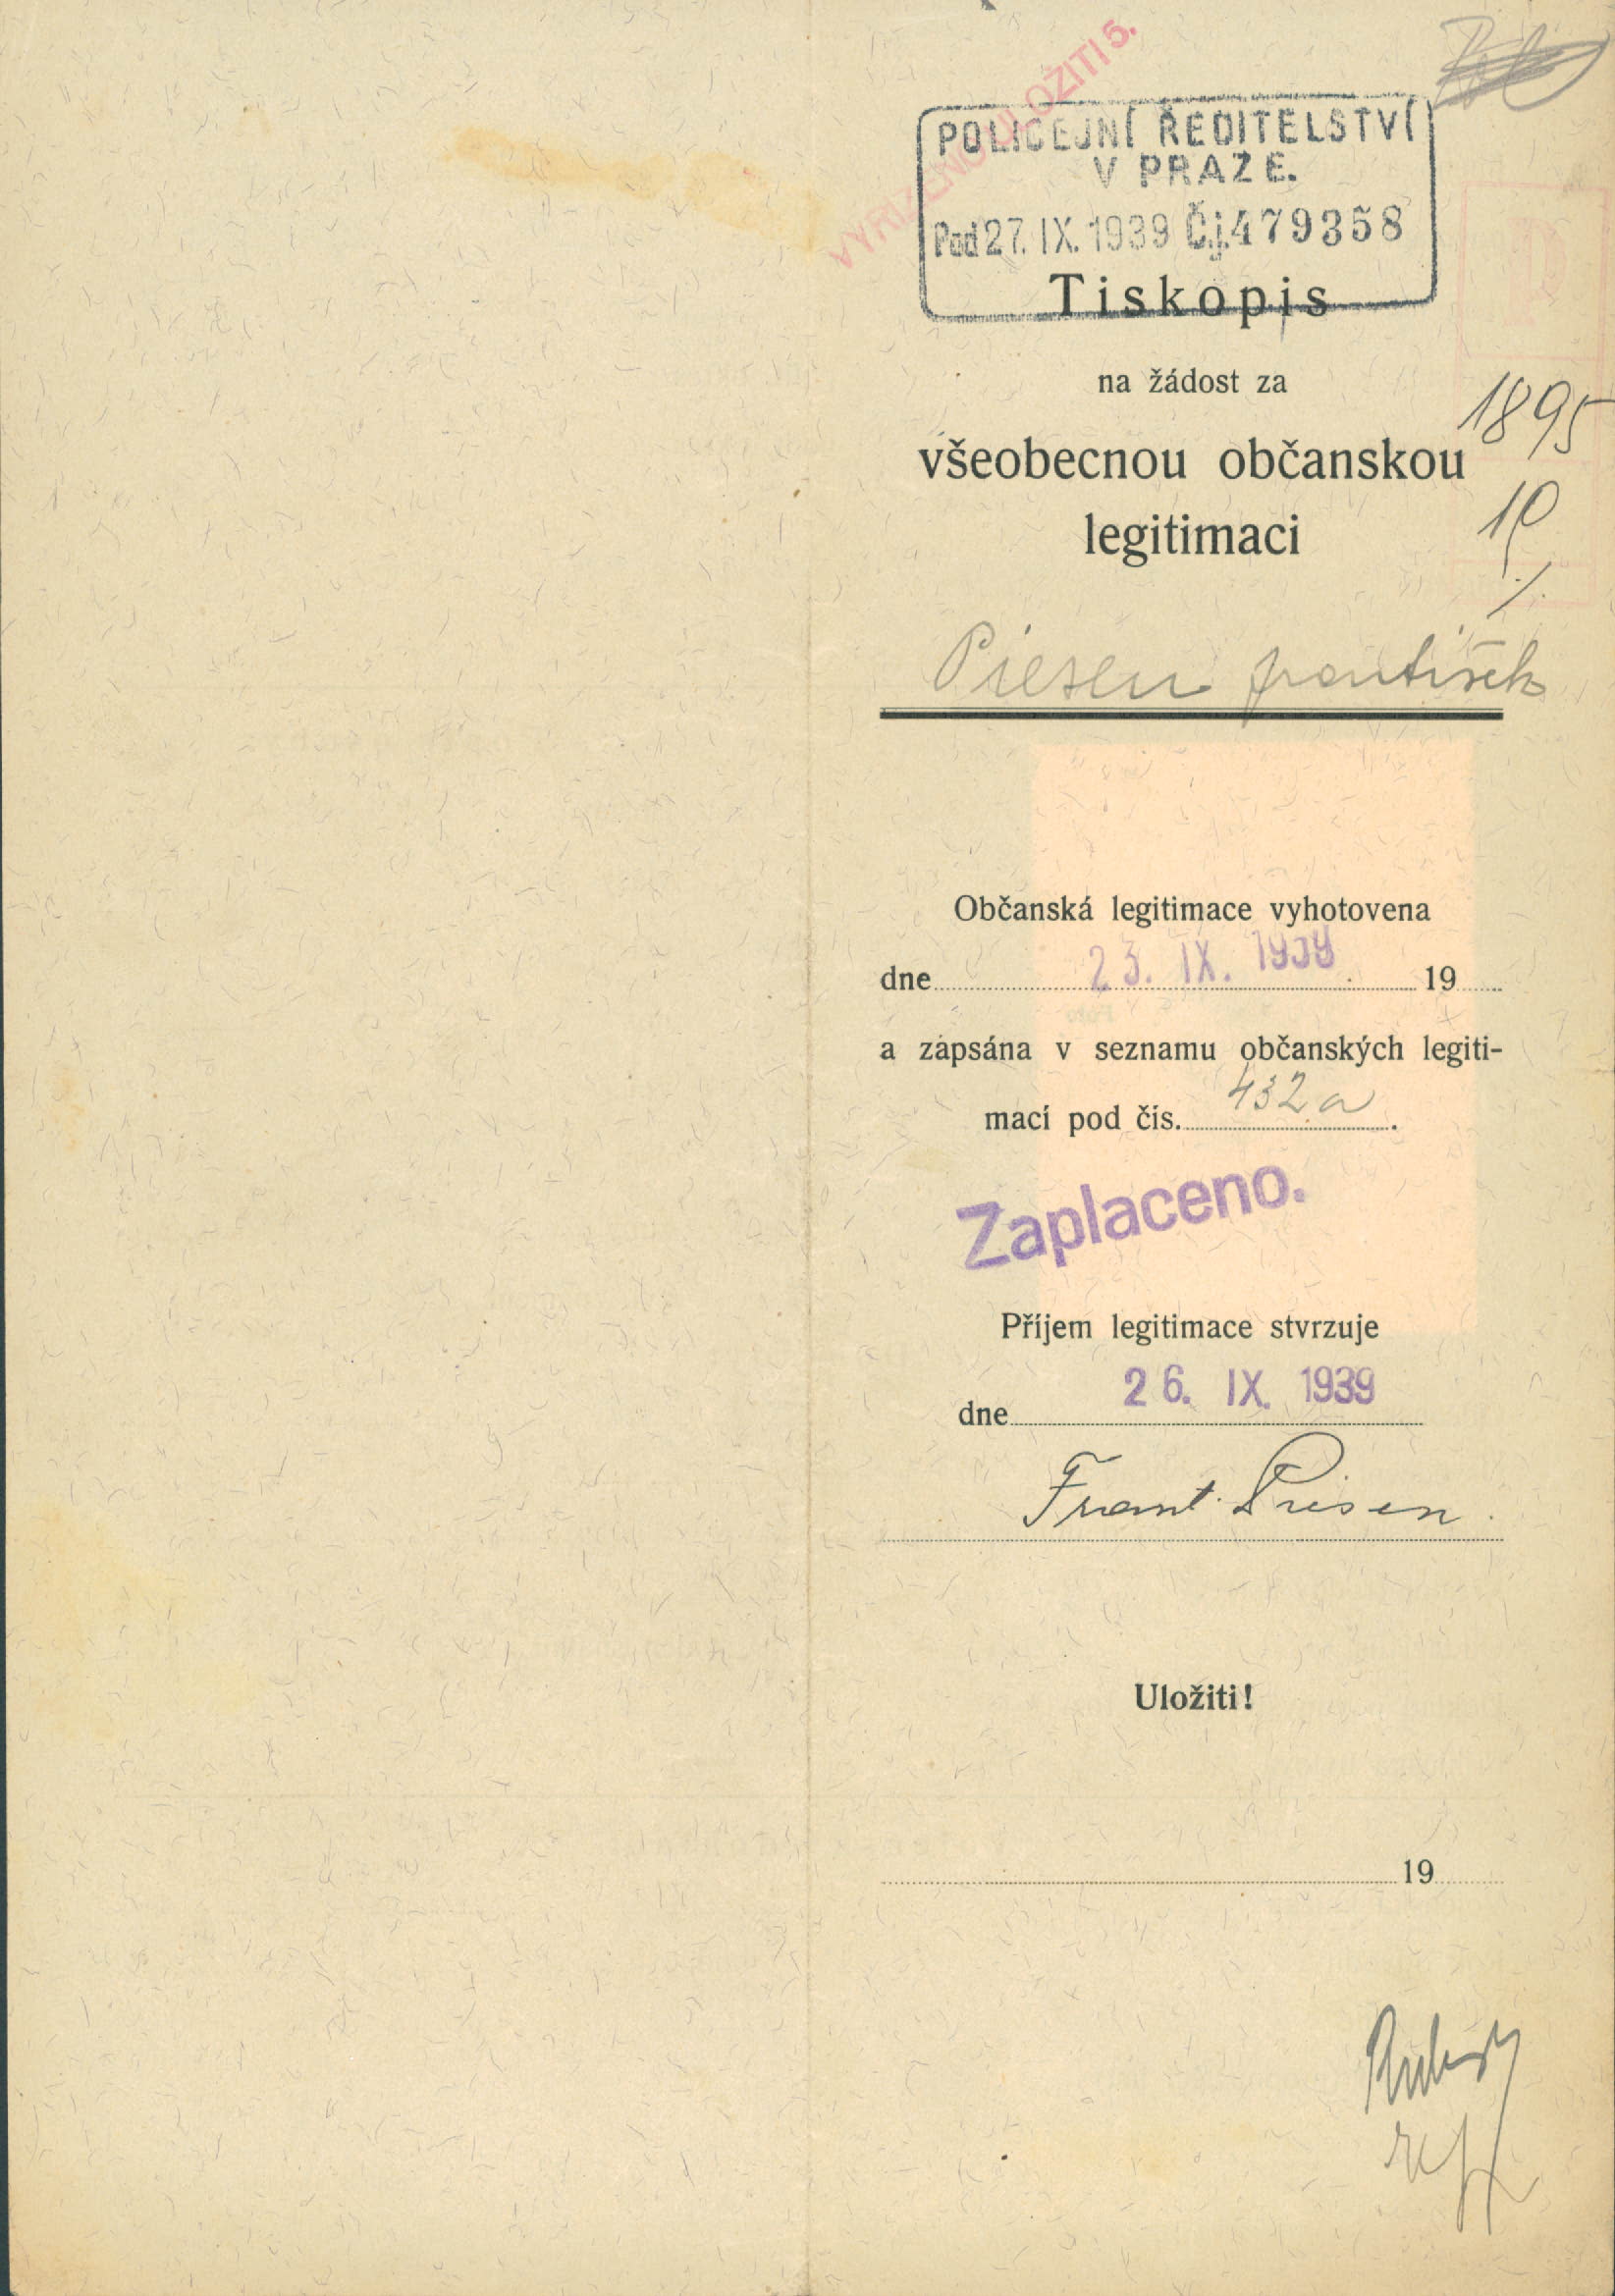 VYŘÍZENO ULOŽITI 5.
POLICEJNÍ ŘEDITELSTVÍ
V PRAZE.
Pod 27. IX. 1939 Č.j. 479358
Tiskopis
na žádost za
1895
všeobecnou občanskou
10
legitimaci
Piesen František
Občanská legitimace vyhotovena
dne 23. IX. 1939 19
a zapsána v seznamu občanských legiti-
mací pod čís. 432a.
Zaplaceno.
Příjem legitimace stvrzuje
dne 26. IX. 1939
Frant. Piesen.
Uložiti!
19